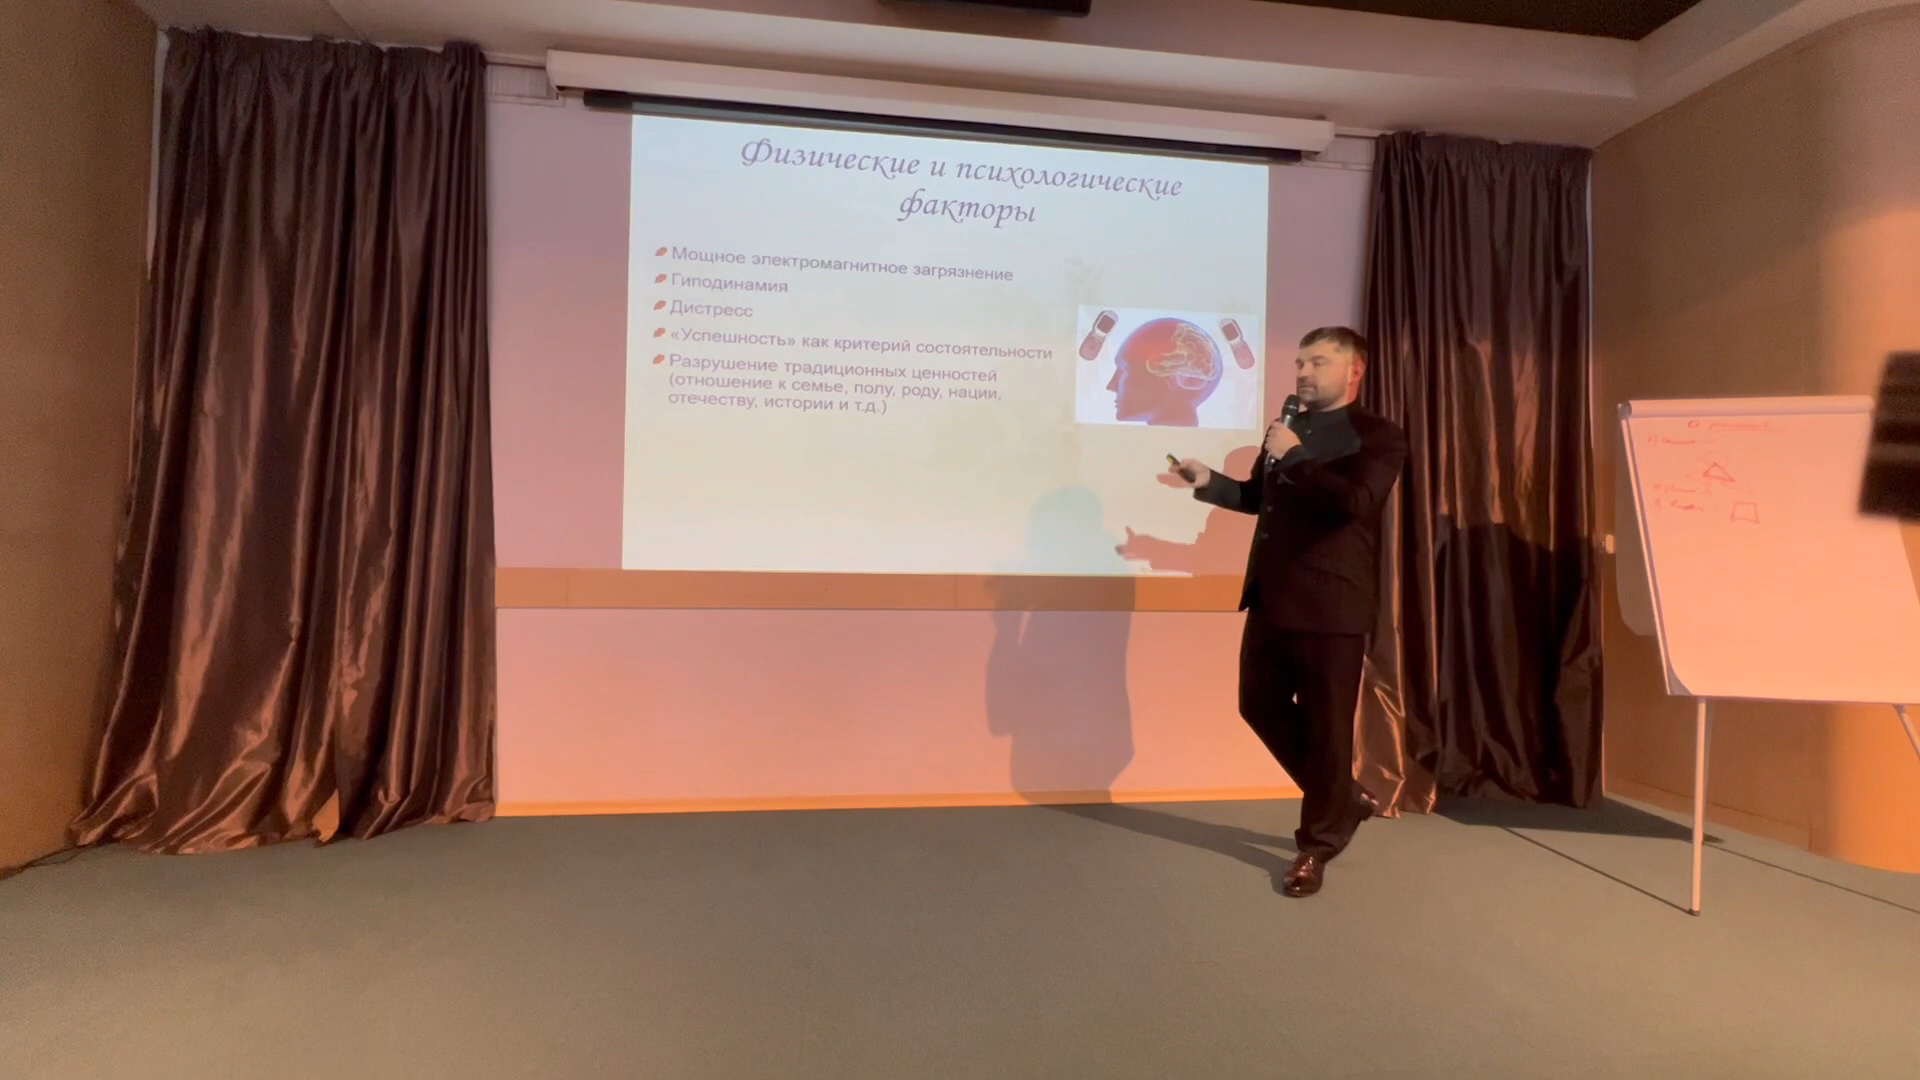 Физические и психологические
факторы
Мощное электромагнитное загрязнение
Гиподинамия
Дистресс
«Успешность» как критерий состоятельности
Разрушение традиционных ценностей
(отношение к семье, полу, роду, нации,
отечеству, истории и т.д.)